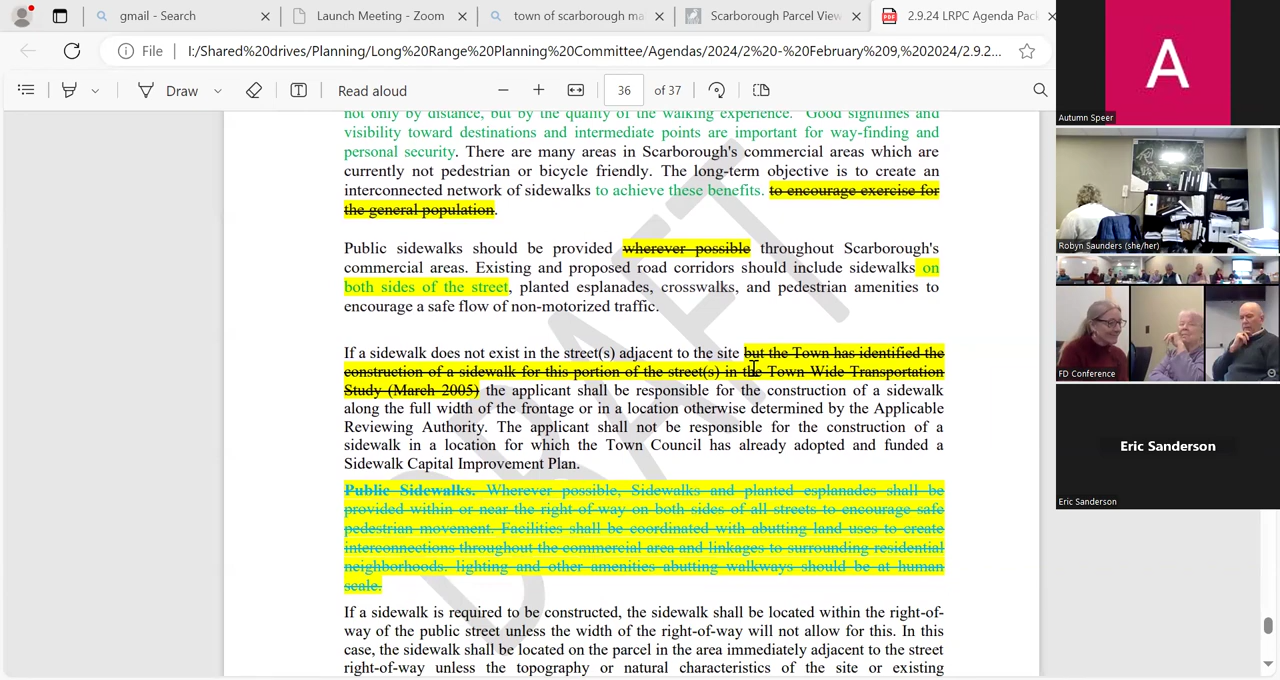 gmail - Search
Launch Meeting - Zoom
town of scarborough ma
Scarborough Parcel View
2.9.24 LRPC Agenda Pack
File
I:/Shared%20drives/Planning/Long%20Range%20Planning%20Committee/Agendas/2024/2%20-%20February%209,%202024/2.9.2...
Draw
Read aloud
36 of 37
not only by distance, but by the quality of the walking experience. Good sightlines and
visibility toward destinations and intermediate points are important for way-finding and
personal security. There are many areas in Scarborough's commercial areas which are
currently not pedestrian or bicycle friendly. The long-term objective is to create an
interconnected network of sidewalks to achieve these benefits. to encourage exercise for
the general population.
Public sidewalks should be provided wherever possible throughout Scarborough's
commercial areas. Existing and proposed road corridors should include sidewalks on
both sides of the street, planted esplanades, crosswalks, and pedestrian amenities to
encourage a safe flow of non-motorized traffic.
If a sidewalk does not exist in the street(s) adjacent to the site but the Town has identified the
construction of a sidewalk for this portion of the street(s) in the Town Wide Transportation
Study (March 2005) the applicant shall be responsible for the construction of a sidewalk
along the full width of the frontage or in a location otherwise determined by the Applicable
Reviewing Authority. The applicant shall not be responsible for the construction of a
sidewalk in a location for which the Town Council has already adopted and funded a
Sidewalk Capital Improvement Plan.
Public Sidewalks. Wherever possible, Sidewalks and planted esplanades shall be
provided within or near the right of way on both sides of all streets to encourage safe
pedestrian movement. Facilities shall be coordinated with abutting land uses to create
interconnections throughout the commercial area and linkages to surrounding residential
neighborhoods. lighting and other amenities abutting walkways should be at human
scale.
If a sidewalk is required to be constructed, the sidewalk shall be located within the right-of-
way of the public street unless the width of the right-of-way will not allow for this. In this
case, the sidewalk shall be located on the parcel in the area immediately adjacent to the street
right-of-way unless the topography or natural characteristics of the site or existing
DRAFT
A
Autumn Speer
Robyn Saunders (she/her)
FD Conference
Eric Sanderson
Eric Sanderson